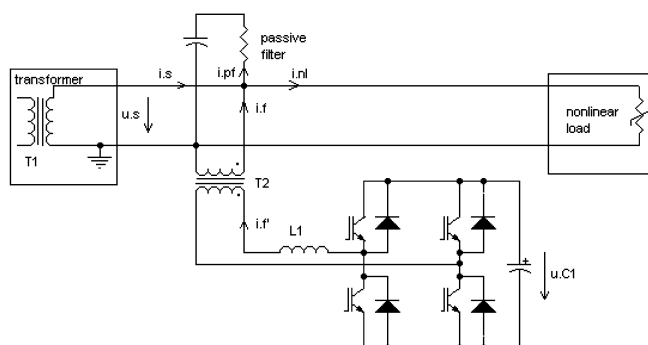 passive
filter
transformer
i.s
i.pf
i.nl
u.s
i.f
nonlinear
load
T1
T2
i.f'
L1
+
u.C1